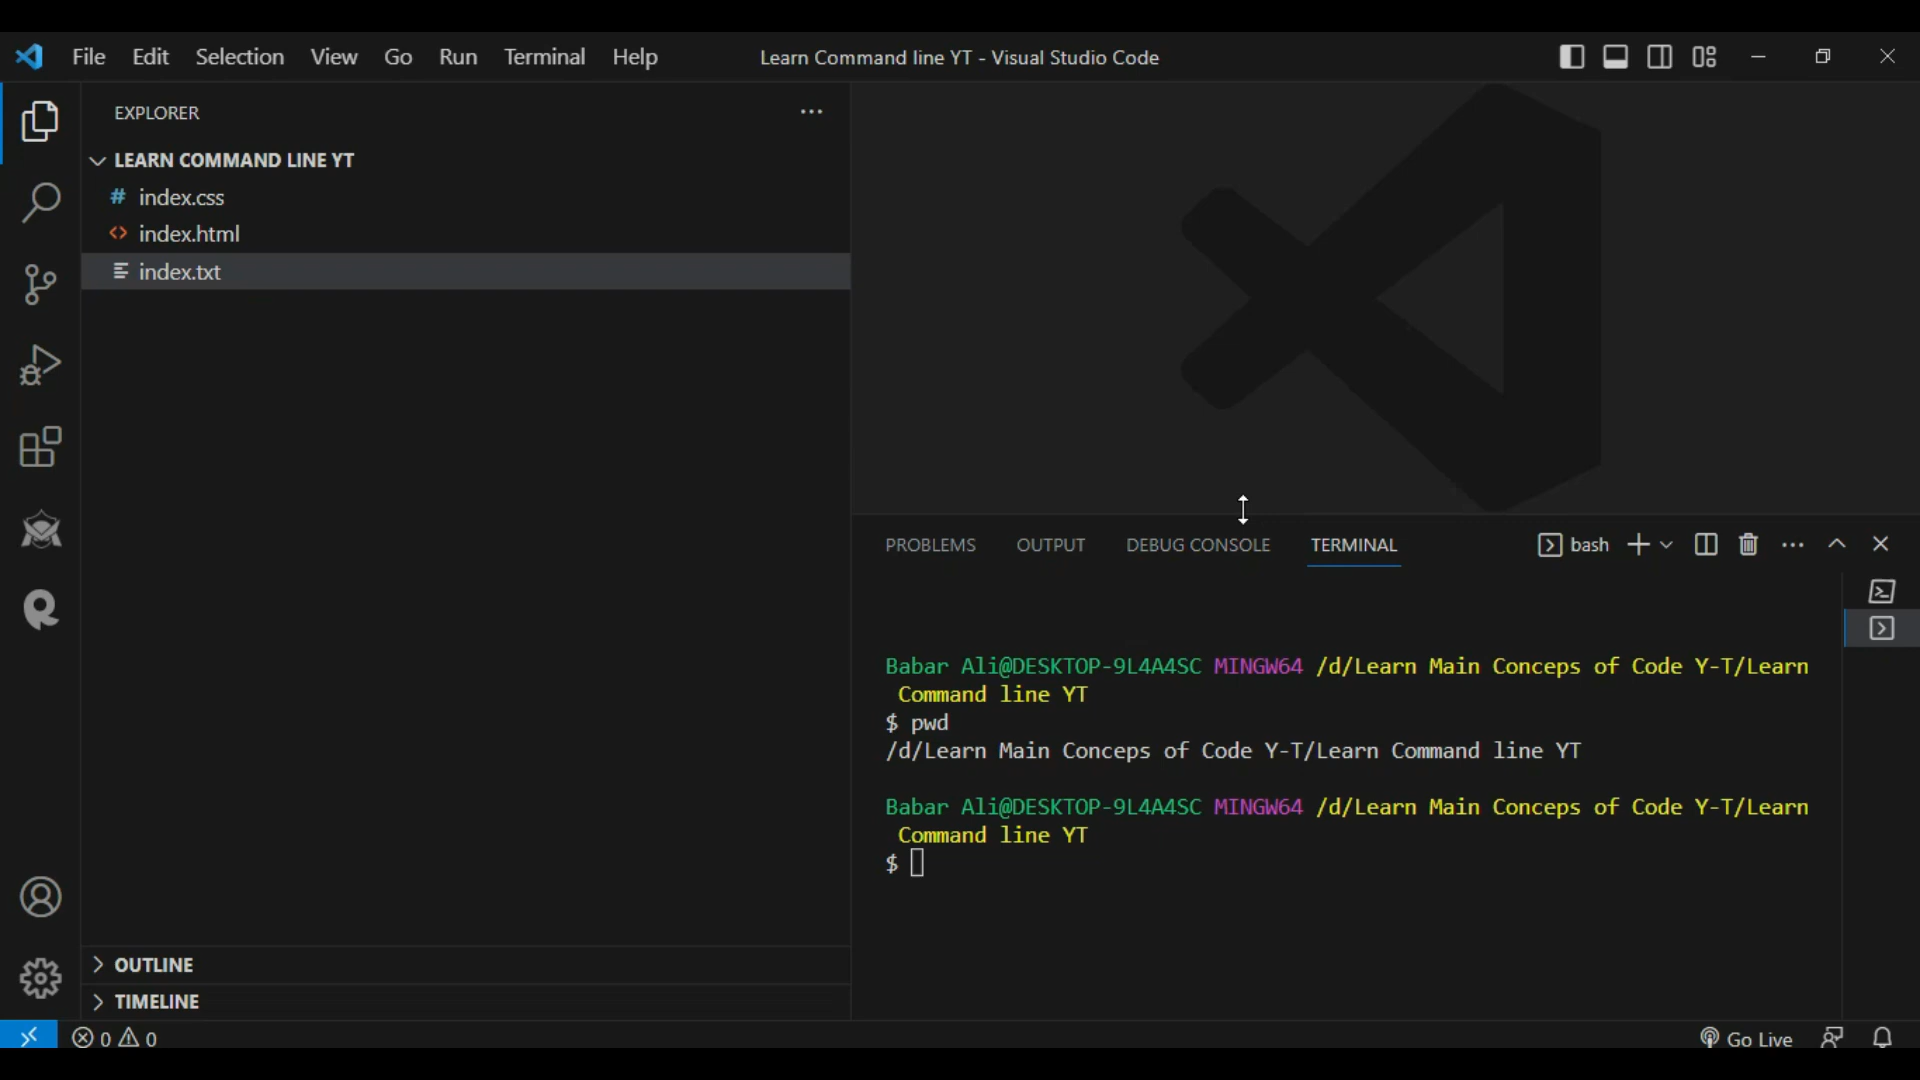 File Edit Selection View Go Run Terminal Help
Learn Command line YT - Visual Studio Code
EXPLORER
LEARN COMMAND LINE YT
# index.css
<> index.html
index.txt
OUTLINE
TIMELINE
PROBLEMS OUTPUT DEBUG CONSOLE TERMINAL
bash
Babar Ali@DESKTOP-9L4A4SC MINGW64 /d/Learn Main Conceps of Code Y-T/Learn
Command line YT
$ pwd
/d/Learn Main Conceps of Code Y-T/Learn Command line YT
Babar Ali@DESKTOP-9L4A4SC MINGW64 /d/Learn Main Conceps of Code Y-T/Learn
Command line YT
$
0 0
Go Live